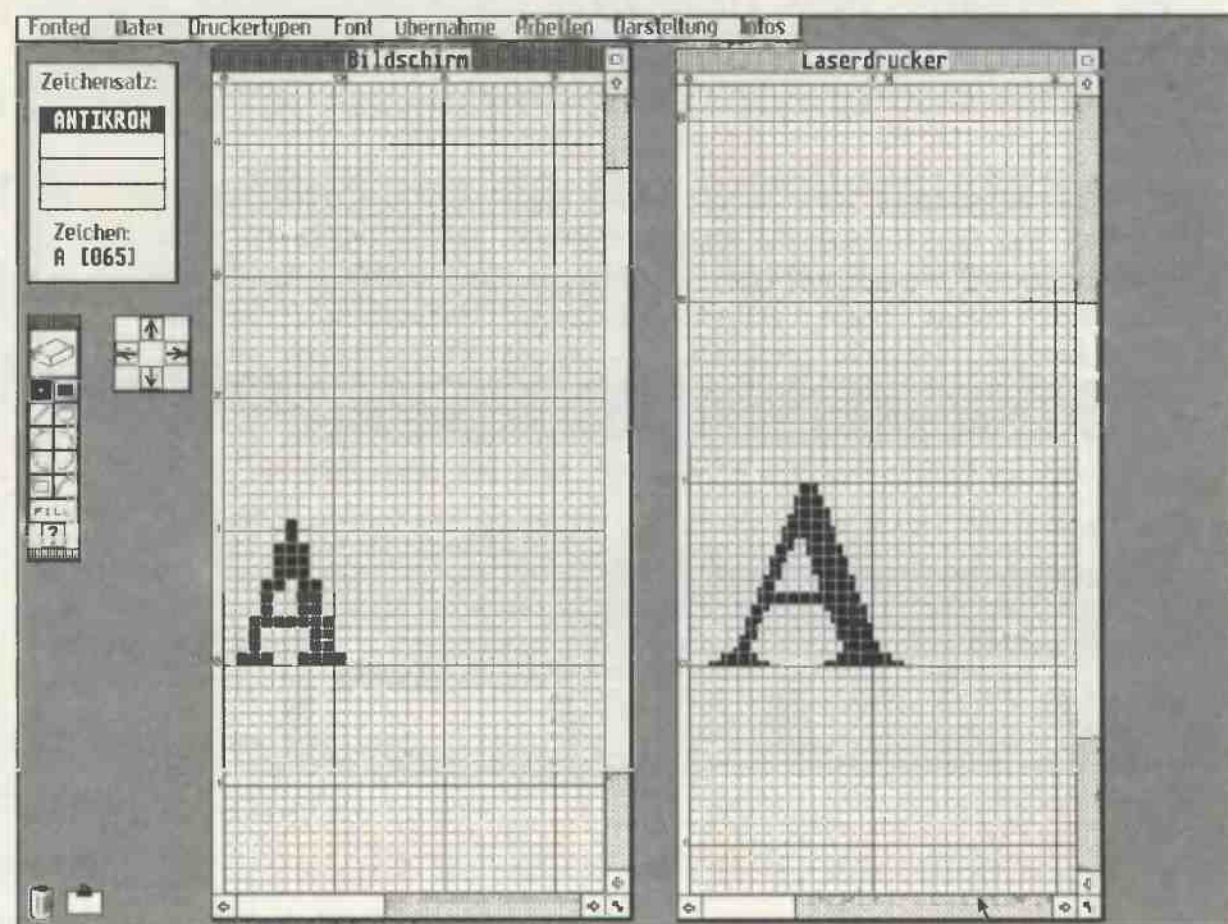 Fonted Datei Druckertypen Font Übernahme Arbeiten Darstellung Infos
Bildschirm
Laserdrucker
Zeichensatz:
ANTIKRON
Zeichen:
A [065]
FILL
?
A
A